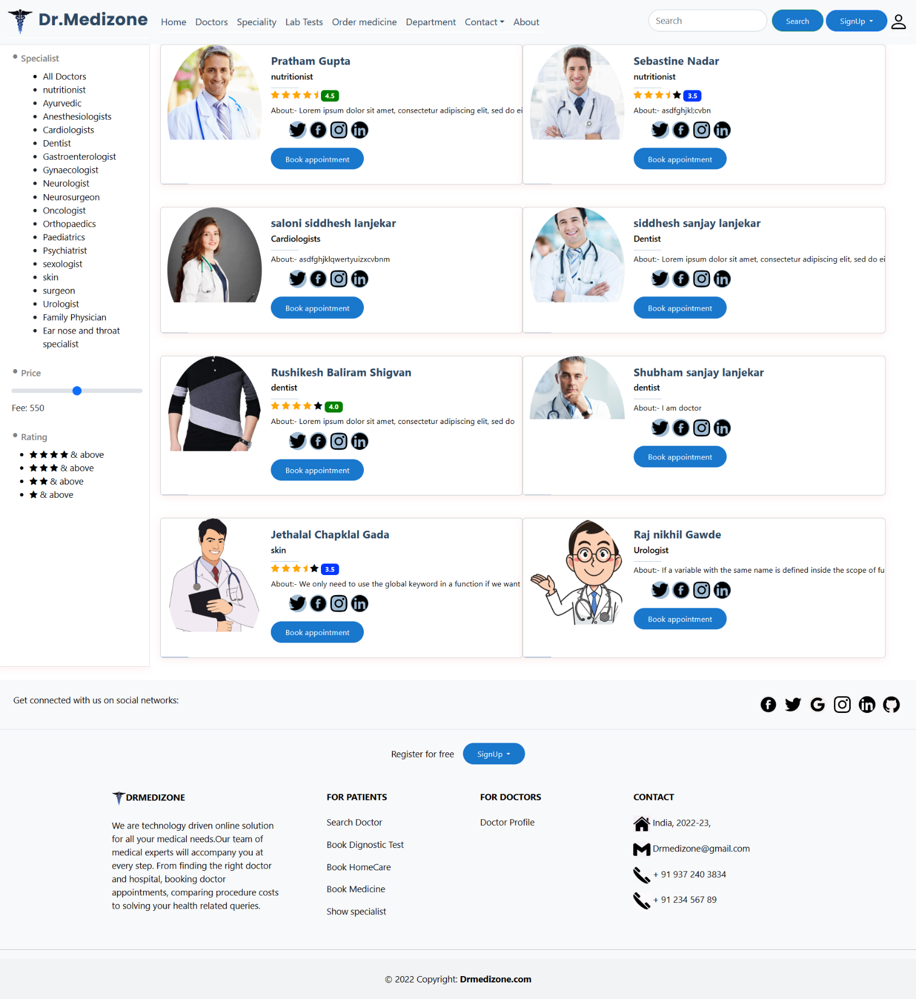 Dr.Medizone Home Doctors Speciality Lab Tests Order medicine Department Contact About Search Search SignUp
Specialist
All Doctors
nutritionist
Ayurvedic
Anesthesiologists
Cardiologists
Dentist
Gastroenterologist
Gynaecologist
Neurologist
Neurosurgeon
Oncologist
Orthopaedics
Paediatrics
Psychiatrist
sexologist
skin
surgeon
Urologist
Family Physician
Ear nose and throat
specialist
Price
Fee: 550
Rating
& above
& above
& above
& above
Pratham Gupta
nutritionist
4.5
About:- Lorem ipsum dolor sit amet, consectetur adipiscing elit, sed do ei
Book appointment
Sebastine Nadar
nutritionist
3.5
About:- asdfghjkl;cvbn
Book appointment
saloni siddhesh lanjekar
Cardiologists
About:- asdfghjklqwertyuizxcvbnm
Book appointment
siddhesh sanjay lanjekar
Dentist
About:- Lorem ipsum dolor sit amet, consectetur adipiscing elit, sed do ei
Book appointment
Rushikesh Baliram Shigvan
dentist
4.0
About:- Lorem ipsum dolor sit amet, consectetur adipiscing elit, sed do
Book appointment
Shubham sanjay lanjekar
dentist
About:- I am doctor
Book appointment
Jethalal Chapklal Gada
skin
3.5
About:- We only need to use the global keyword in a function if we want
Book appointment
Raj nikhil Gawde
Urologist
About:- If a variable with the same name is defined inside the scope of fu
Book appointment
Get connected with us on social networks:
Register for free SignUp
DRMEDIZONE
We are technology driven online solution
for all your medical needs.Our team of
medical experts will accompany you at
every step. From finding the right doctor
and hospital, booking doctor
appointments, comparing procedure costs
to solving your health related queries.
FOR PATIENTS
Search Doctor
Book Dignostic Test
Book HomeCare
Book Medicine
Show specialist
FOR DOCTORS
Doctor Profile
CONTACT
India, 2022-23,
Drmedizone@gmail.com
+ 91 937 240 3834
+ 91 234 567 89
© 2022 Copyright: Drmedizone.com